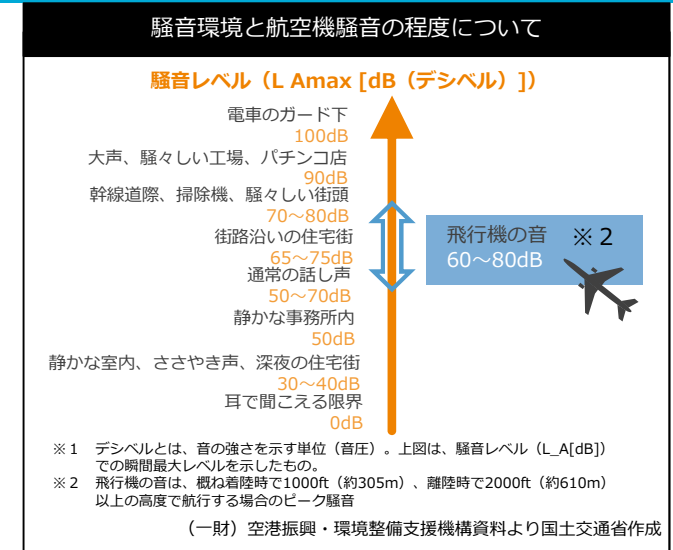 騒音環境と航空機騒音の程度について
騒音レベル（L Amax [dB（デシベル）]）
電車のガード下
100dB
大声、騒々しい工場、パチンコ店
90dB
幹線道際、掃除機、騒々しい街頭
70～80dB
街路沿いの住宅街
65～75dB
通常の話し声
50～70dB
静かな事務所内
50dB
静かな室内、ささやき声、深夜の住宅街
30～40dB
耳で聞こえる限界
0dB
飛行機の音 ※２
60～80dB
※１ デシベルとは、音の強さを示す単位（音圧）。上図は、騒音レベル（L_A[dB]）
での瞬間最大レベルを示したもの。
※２ 飛行機の音は、概ね着陸時で1000ft（約305m）、離陸時で2000ft（約610m）
以上の高度で航行する場合のピーク騒音
（一財）空港振興・環境整備支援機構資料より国土交通省作成